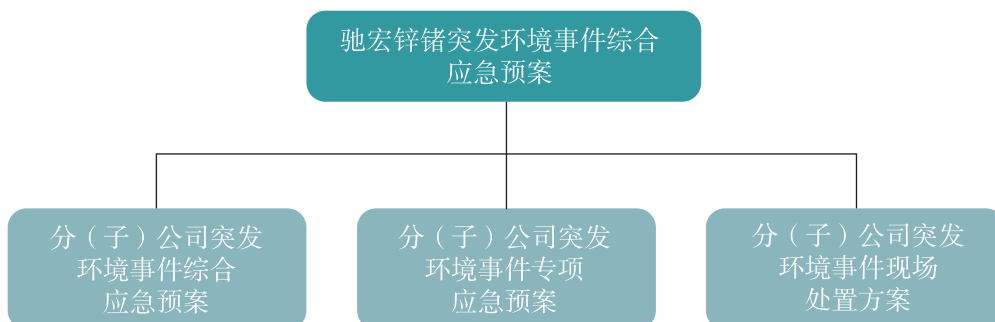 驰宏锌锗突发环境事件综合
应急预案
分（子）公司突发
环境事件综合
应急预案
分（子）公司突发
环境事件专项
应急预案
分（子）公司突发
环境事件现场
处置方案